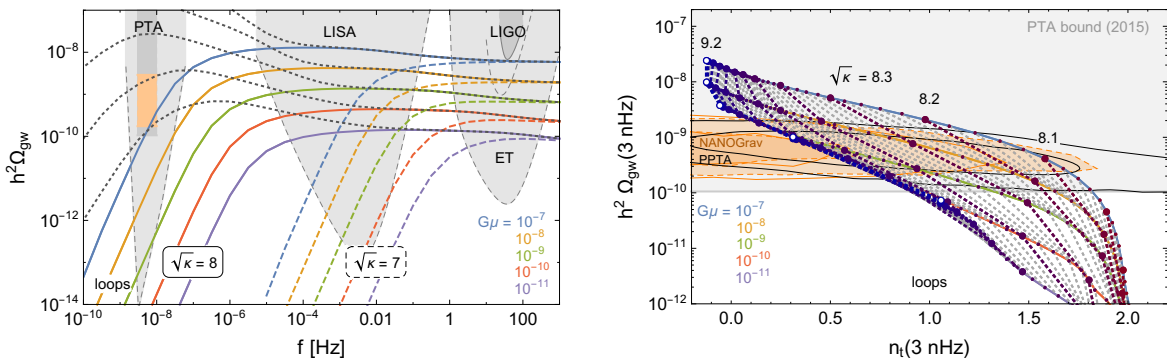 PTA
LISA
LIGO
ET
h²Ω_gw
10⁻⁸
10⁻¹⁰
10⁻¹²
10⁻¹⁴
Gμ = 10⁻⁷
10⁻⁸
10⁻⁹
10⁻¹⁰
10⁻¹¹
√κ = 8
√κ = 7
loops
10⁻¹⁰
10⁻⁸
10⁻⁶
10⁻⁴
0.01
1
100
f [Hz]
PTA bound (2015)
9.2
√κ = 8.3
8.2
8.1
NANOGrav
PPTA
h² Ω_gw(3 nHz)
10⁻⁷
10⁻⁸
10⁻⁹
10⁻¹⁰
10⁻¹¹
10⁻¹²
Gμ = 10⁻⁷
10⁻⁸
10⁻⁹
10⁻¹⁰
10⁻¹¹
loops
0.0
0.5
1.0
1.5
2.0
n_t(3 nHz)